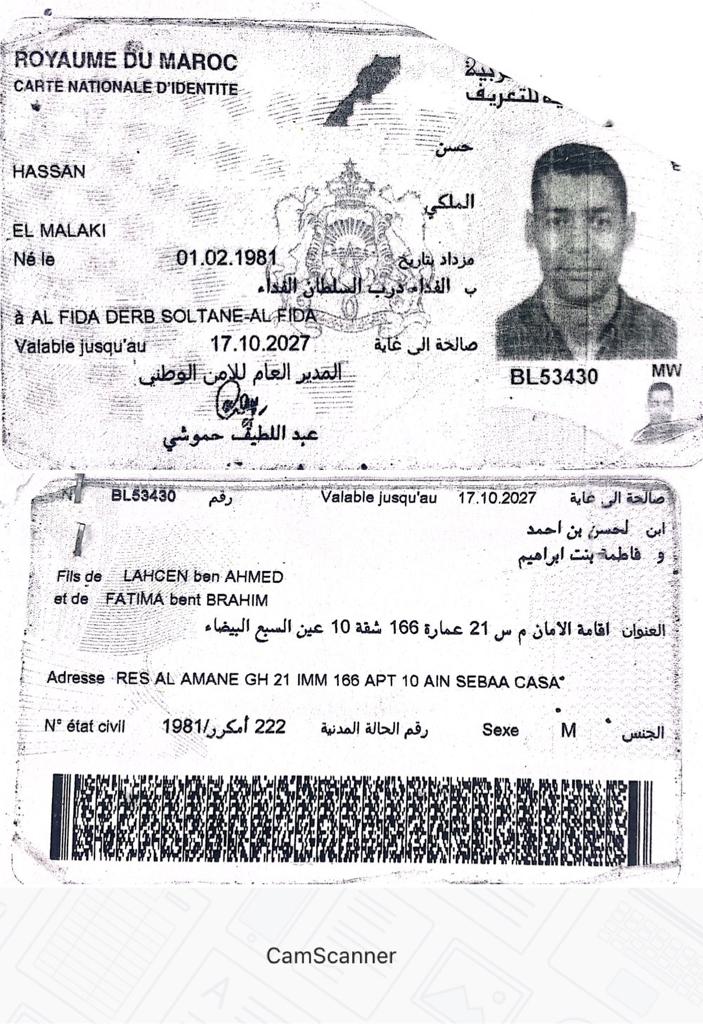 ROYAUME DU MAROC
CARTE NATIONALE D'IDENTITE
للتعريف
حسن
HASSAN
الملكي
EL MALAKI
Né le 01.02.1981 مزداد بتاريخ
ب الفداء درب السلطان الفداء
à AL FIDA DERB SOLTANE-AL FIDA
Valable jusqu'au 17.10.2027 صالحة الى غاية
المدير العام للأمن الوطني
عبد اللطيف حموشي
BL53430
MW
N° BL53430 رقم Valable jusqu'au 17.10.2027 صالحة الى غاية
ابن لحسن بن احمد
و فاطمة بنت ابراهيم
Fils de LAHCEN ben AHMED
et de FATIMA bent BRAHIM
العنوان اقامة الامان م س 21 عمارة 166 شقة 10 عين السبع البيضاء
Adresse RES AL AMANE GH 21 IMM 166 APT 10 AIN SEBAA CASA
N° état civil 222 أمكرر/1981 رقم الحالة المدنية Sexe M الجنس
CamScanner